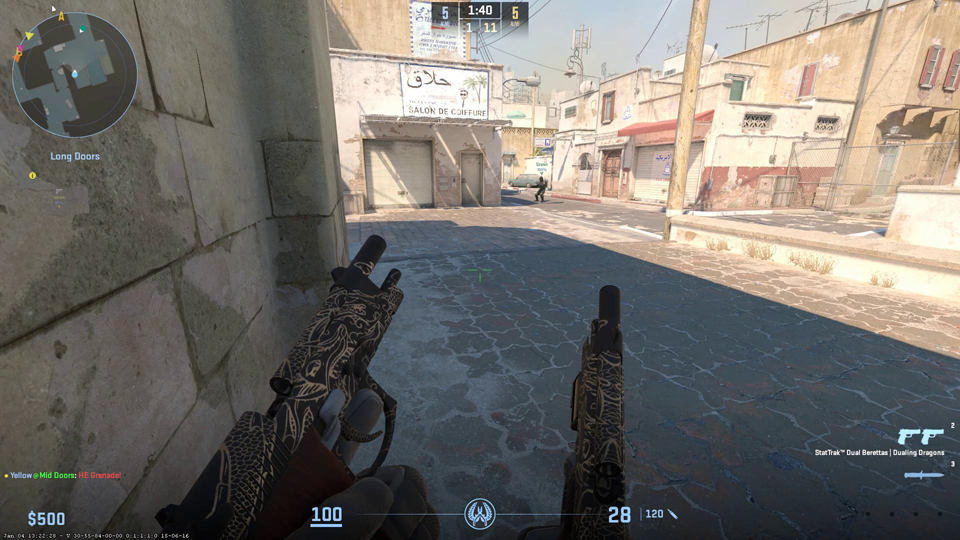 5 1:40 5
1 11
حلاق
SALON DE COIFFURE
A
Long Doors
2
StatTrak™ Dual Berettas | Dueling Dragons
3
Yellow @ Mid Doors: HE Grenade!
$500
100
28 | 120